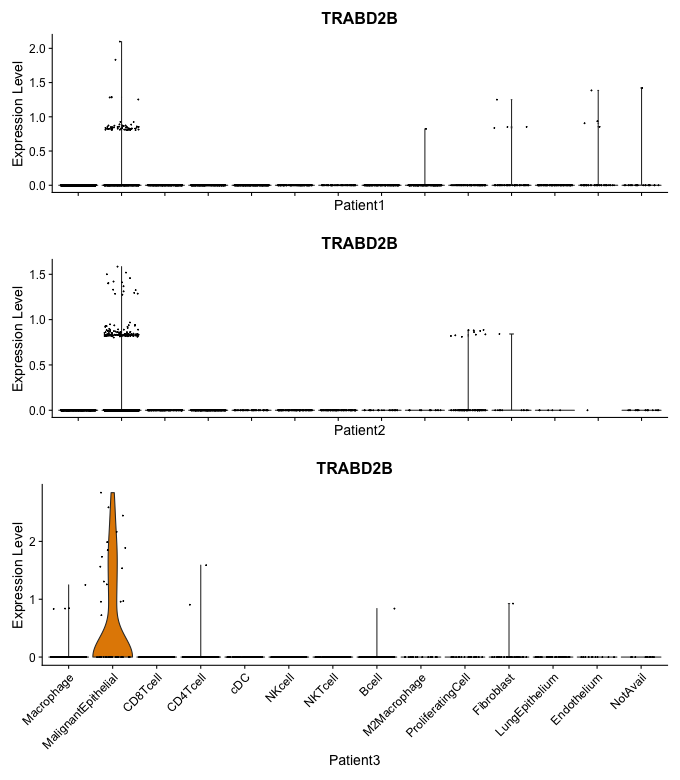 TRABD2B
Expression Level
2.0
1.5
1.0
0.5
0.0
Patient1
TRABD2B
Expression Level
1.5
1.0
0.5
0.0
Patient2
TRABD2B
Expression Level
2
1
0
Macrophage
MalignantEpithelial
CD8Tcell
CD4Tcell
cDC
NKcell
NKTcell
Bcell
M2Macrophage
ProliferatingCell
Fibroblast
LungEpithelium
Endothelium
NotAvail
Patient3